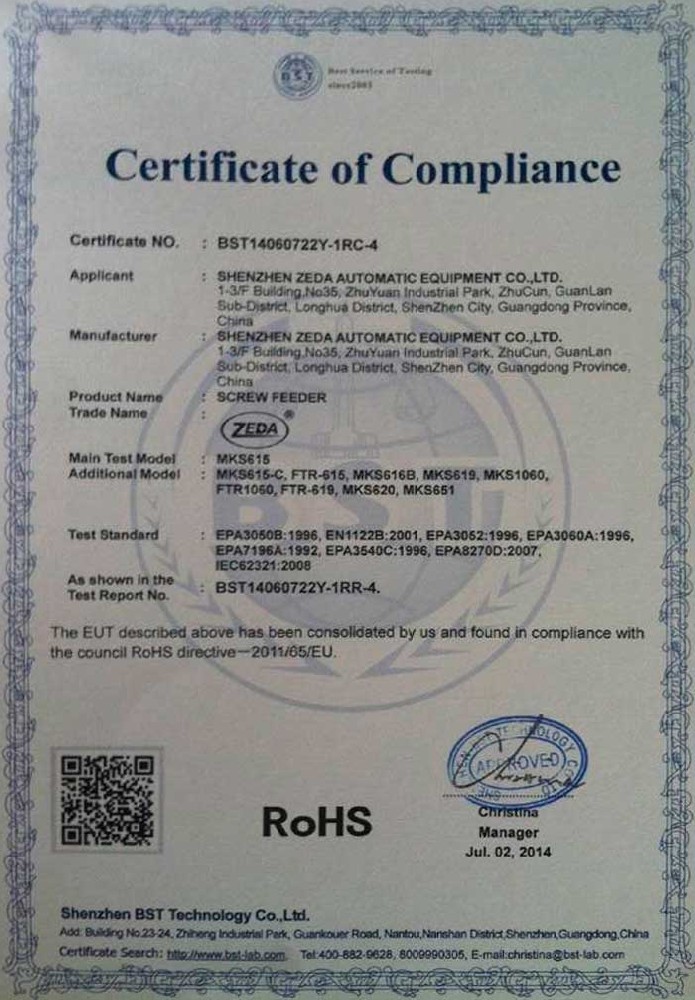 BST
Best Service of Testing
since2003
Certificate of Compliance
Certificate NO. : BST14060722Y-1RC-4
Applicant : SHENZHEN ZEDA AUTOMATIC EQUIPMENT CO.,LTD.
1-3/F Building,No35, ZhuYuan Industrial Park, ZhuCun, GuanLan
Sub-District, Longhua District, ShenZhen City, Guangdong Province,
China
Manufacturer : SHENZHEN ZEDA AUTOMATIC EQUIPMENT CO.,LTD.
1-3/F Building,No35, ZhuYuan Industrial Park, ZhuCun, GuanLan
Sub-District, Longhua District, ShenZhen City, Guangdong Province,
China
Product Name : SCREW FEEDER
Trade Name :
ZEDA®
Main Test Model : MKS615
Additional Model : MKS615-C, FTR-615, MKS616B, MKS619, MKS1060,
FTR1060, FTR-619, MKS620, MKS651
BST
Test Standard : EPA3050B:1996, EN1122B:2001, EPA3052:1996, EPA3060A:1996,
EPA7196A:1992, EPA3540C:1996, EPA8270D:2007,
IEC62321:2008
As shown in the
Test Report No. : BST14060722Y-1RR-4.
The EUT described above has been consolidated by us and found in compliance with
the council RoHS directive—2011/65/EU.
APPROVED
RoHS
Christina
Manager
Jul. 02, 2014
Shenzhen BST Technology Co.,Ltd.
Add: Building No.23-24, Zhiheng Industrial Park, Guankouer Road, Nantou,Nanshan District,Shenzhen,Guangdong,China
Certificate Search: http://www.bst-lab.com. Tel:400-882-9628, 8009990305, E-mail:christina@bst-lab.com